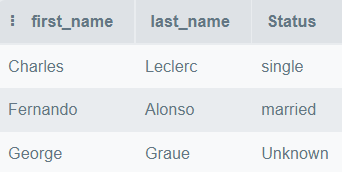 first_name last_name Status
Charles Leclerc single
Fernando Alonso married
George Graue Unknown